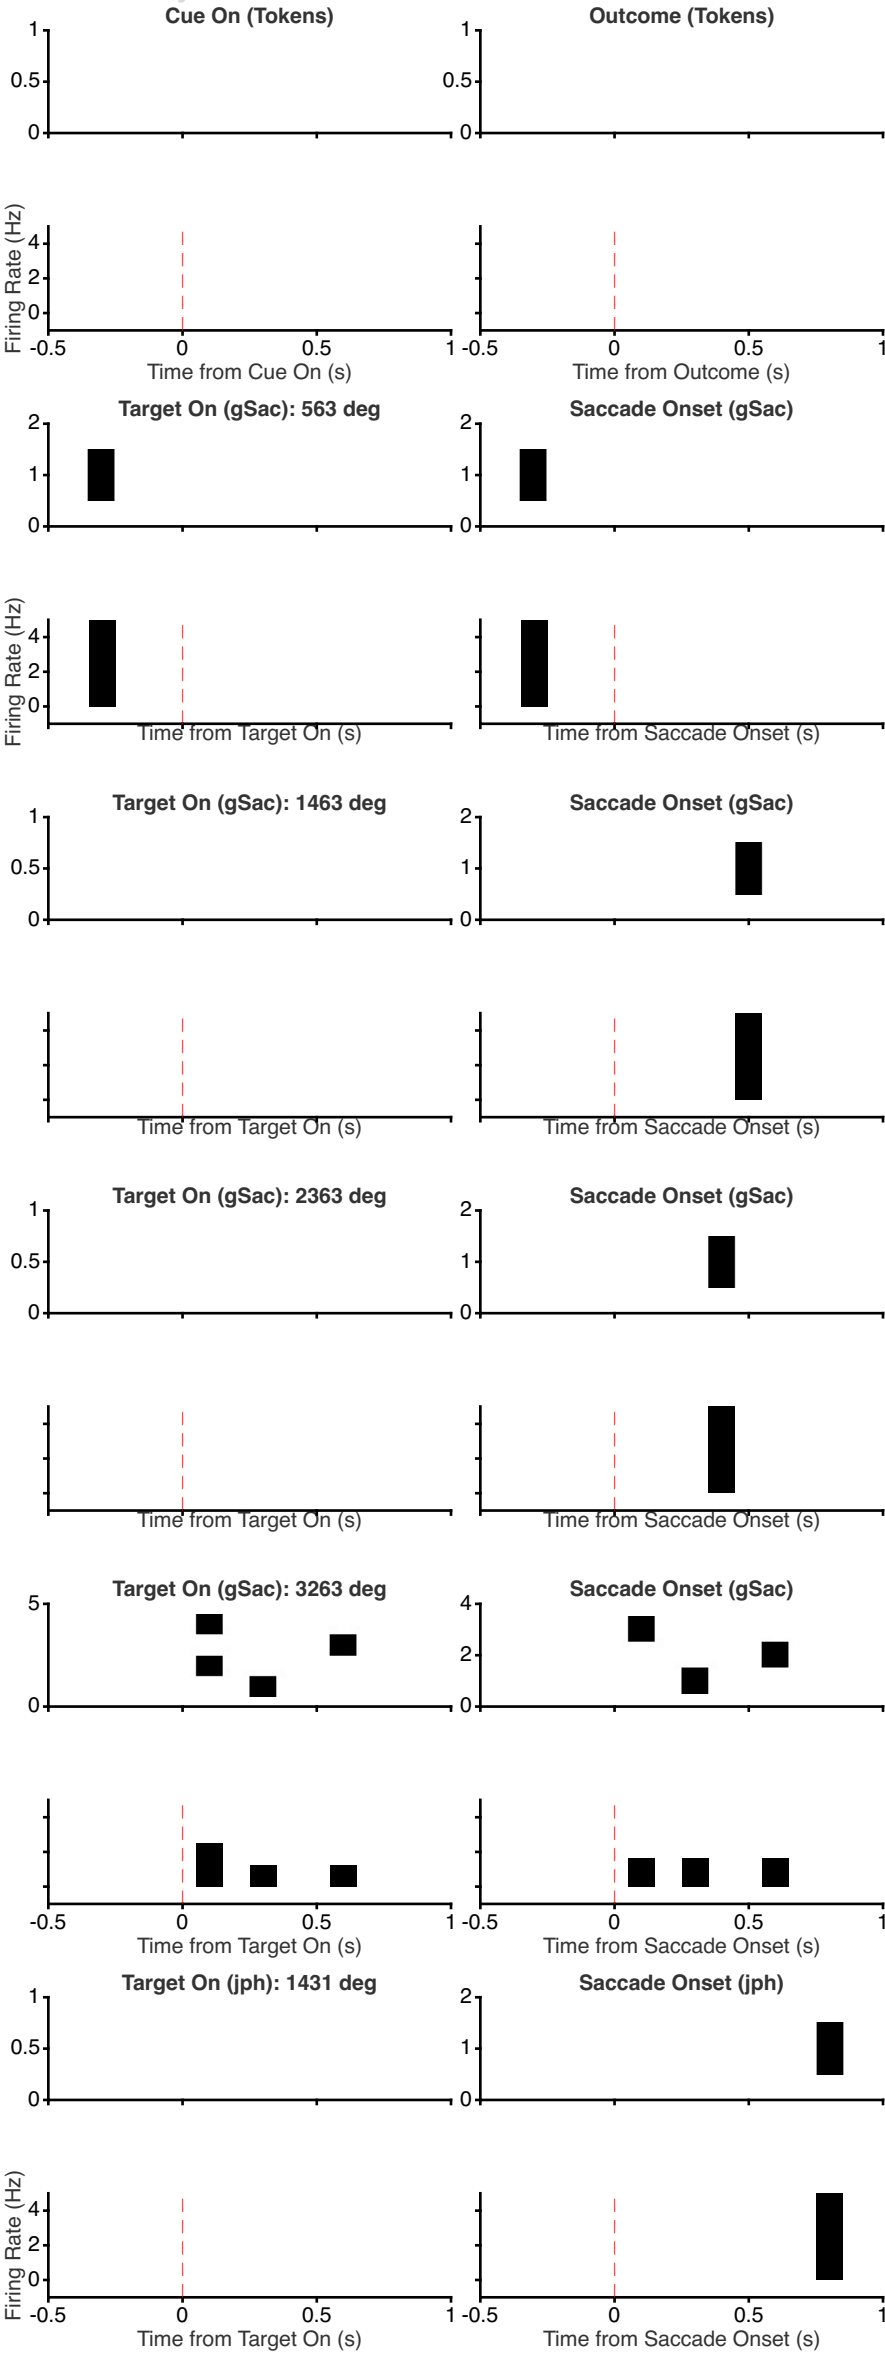 Cue On (Tokens) Outcome (Tokens)
1 1
0.5 0.5
0 0
Firing Rate (Hz)
4
2
0
-0.5 0 0.5 1 -0.5 0 0.5 1
Time from Cue On (s) Time from Outcome (s)
Target On (gSac): 563 deg Saccade Onset (gSac)
2 2
1 1
0 0
Firing Rate (Hz)
4
2
0
Time from Target On (s) Time from Saccade Onset (s)
Target On (gSac): 1463 deg Saccade Onset (gSac)
1 2
0.5 1
0 0
Time from Target On (s) Time from Saccade Onset (s)
Target On (gSac): 2363 deg Saccade Onset (gSac)
1 2
0.5 1
0 0
Time from Target On (s) Time from Saccade Onset (s)
Target On (gSac): 3263 deg Saccade Onset (gSac)
5 4
2
0 0
-0.5 0 0.5 1 -0.5 0 0.5 1
Time from Target On (s) Time from Saccade Onset (s)
Target On (jph): 1431 deg Saccade Onset (jph)
1 2
0.5 1
0 0
Firing Rate (Hz)
4
2
0
-0.5 0 0.5 1 -0.5 0 0.5 1
Time from Target On (s) Time from Saccade Onset (s)